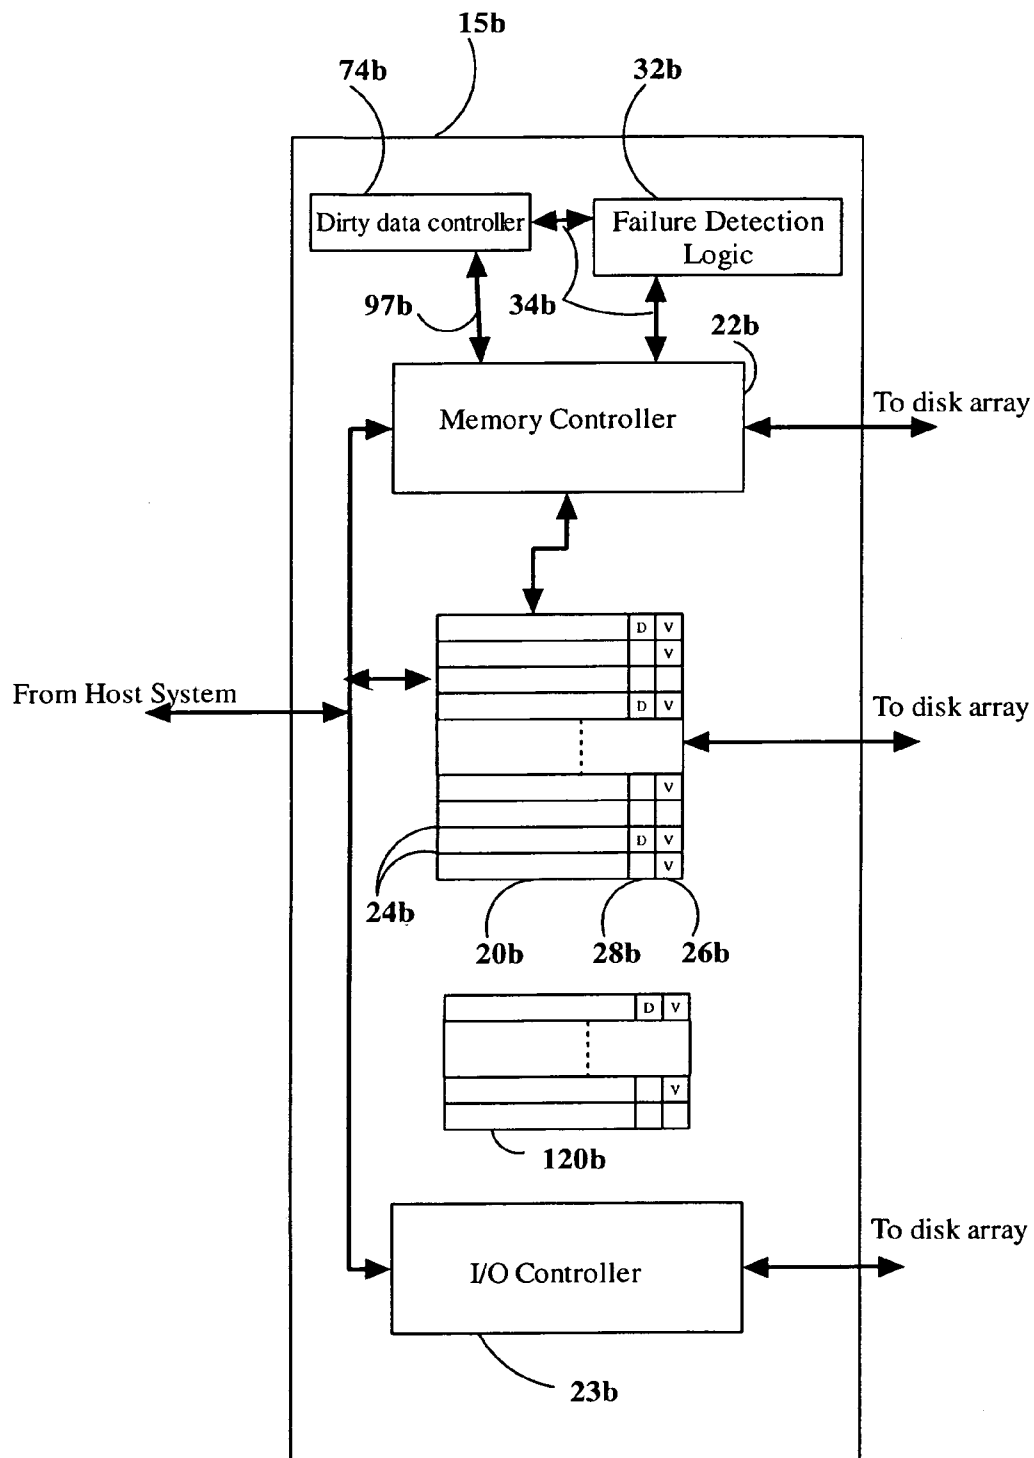 15b
74b
32b
Dirty data controller
Failure Detection
Logic
97b
34b
22b
To disk array
Memory Controller
D V
V
From Host System
D V
To disk array
V
D V
V
24b
20b
28b
26b
D V
V
120b
To disk array
I/O Controller
23b